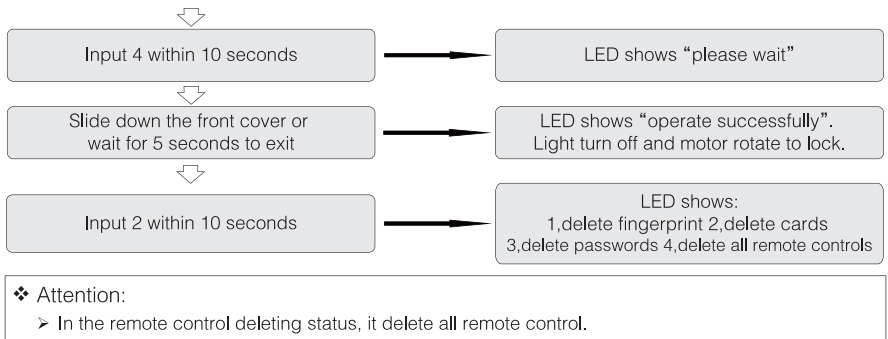 Input 4 within 10 seconds
LED shows “please wait”
Slide down the front cover or
wait for 5 seconds to exit
LED shows “operate successfully”.
Light turn off and motor rotate to lock.
Input 2 within 10 seconds
LED shows:
1,delete fingerprint 2,delete cards
3,delete passwords 4,delete all remote controls
❖ Attention:
➢ In the remote control deleting status, it delete all remote control.